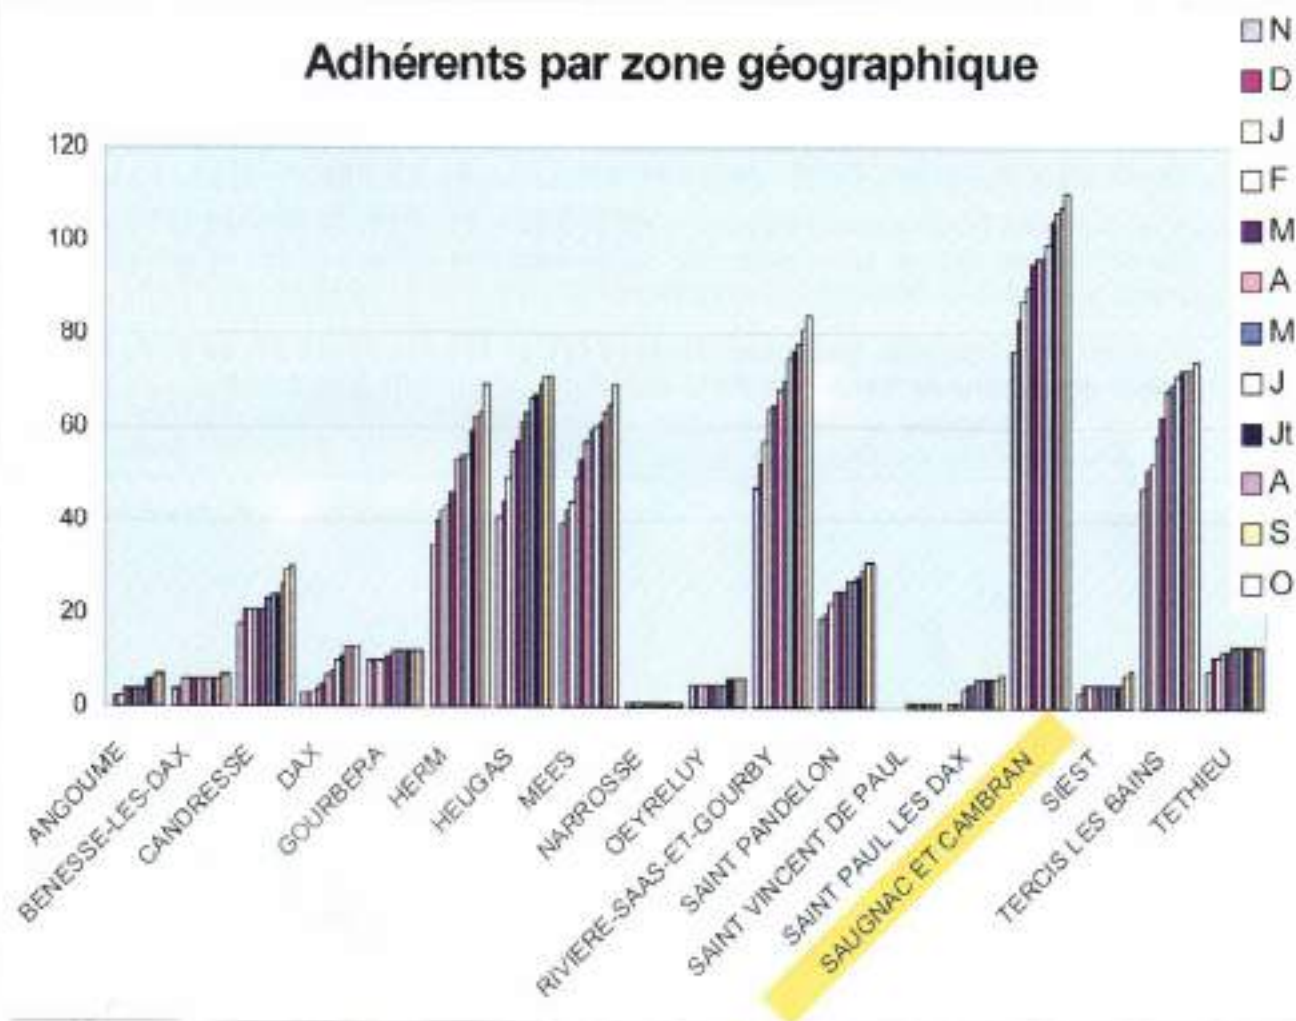 Adhérents par zone géographique
N
D
J
F
M
A
M
J
Jt
A
S
O
120
100
80
60
40
20
0
ANGOUME
BENESSE-LES-DAX
CANDRESSE
DAX
GOURBERA
HERM
HEUGAS
MEES
NARROSSE
OEYRELUY
RIVIERE-SAAS-ET-GOURBY
SAINT PANDELON
SAINT VINCENT DE PAUL
SAINT PAUL LES DAX
SAUGNAC ET CAMBRAN
SIEST
TERCIS LES BAINS
TETHIEU